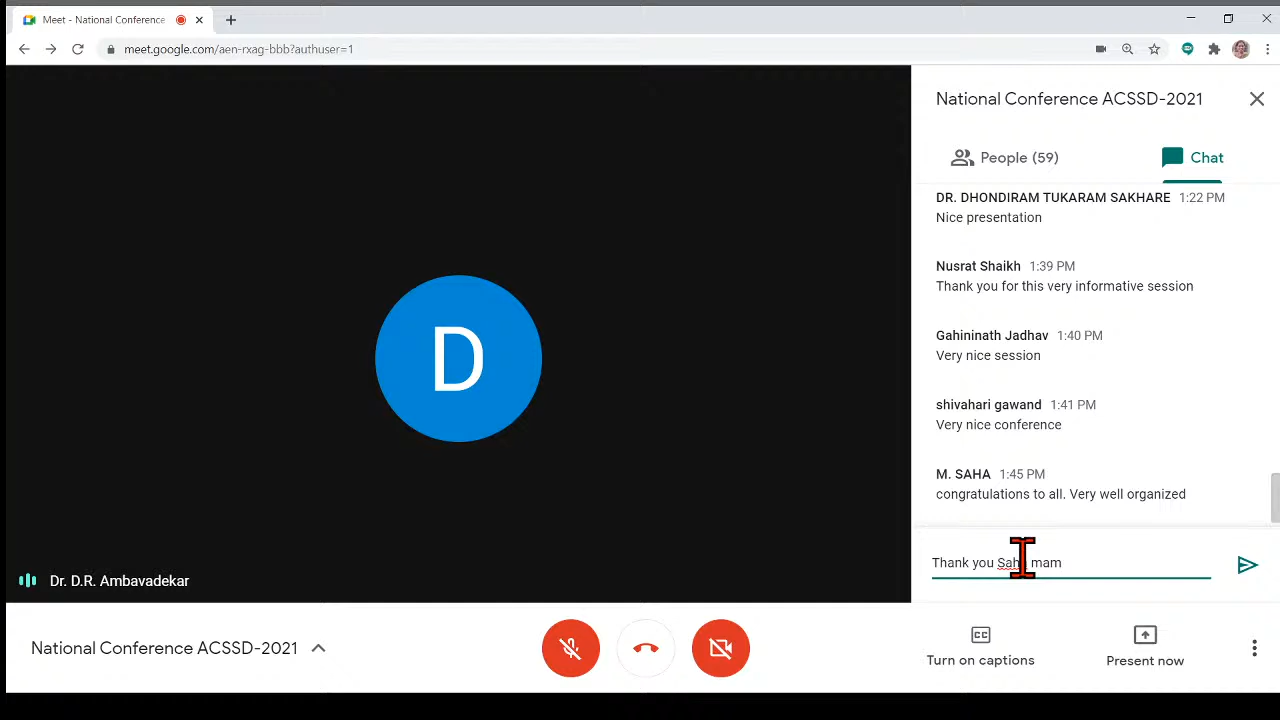 Meet - National Conference
meet.google.com/aen-rxag-bbb?authuser=1
National Conference ACSSD-2021
People (59)
Chat
DR. DHONDIRAM TUKARAM SAKHARE 1:22 PM
Nice presentation
Nusrat Shaikh 1:39 PM
Thank you for this very informative session
Gahininath Jadhav 1:40 PM
Very nice session
shivahari gawand 1:41 PM
Very nice conference
M. SAHA 1:45 PM
congratulations to all. Very well organized
Thank you Saha mam
D
Dr. D.R. Ambavadekar
National Conference ACSSD-2021
Turn on captions
Present now